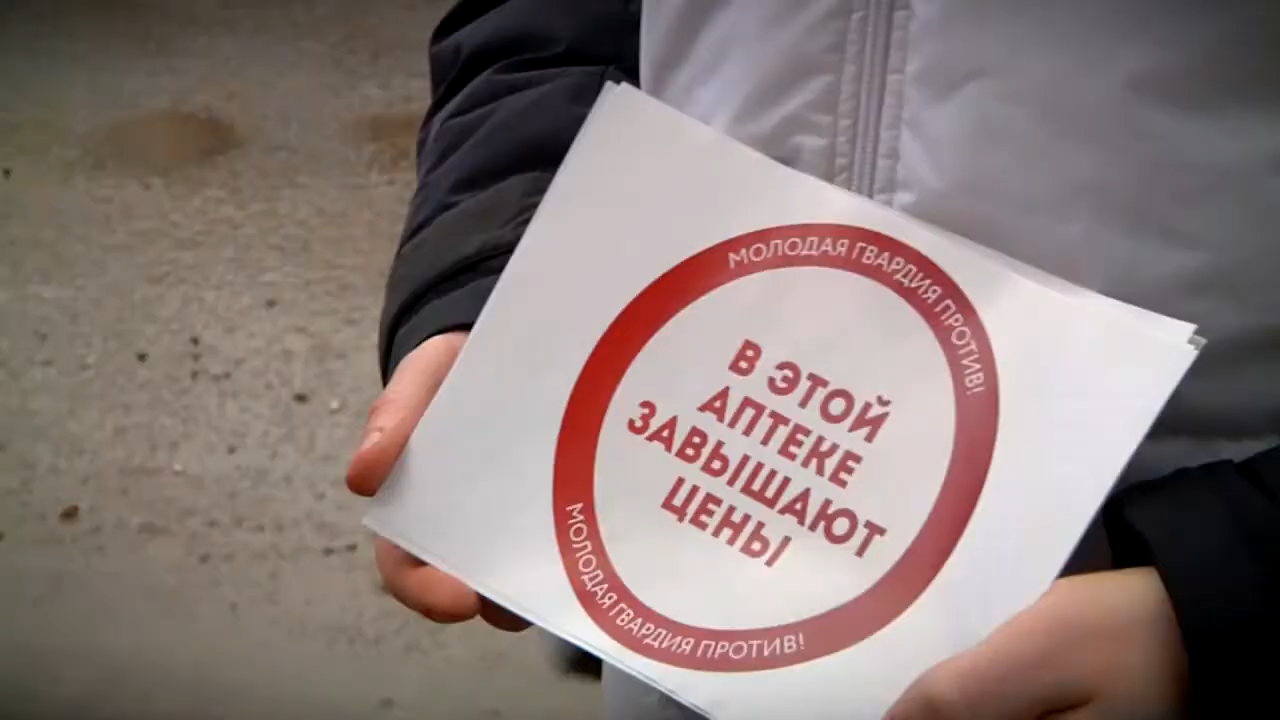 МОЛОДАЯ ГВАРДИЯ ПРОТИВ!
В ЭТОЙ
АПТЕКЕ
ЗАВЫШАЮТ
ЦЕНЫ
МОЛОДАЯ ГВАРДИЯ ПРОТИВ!